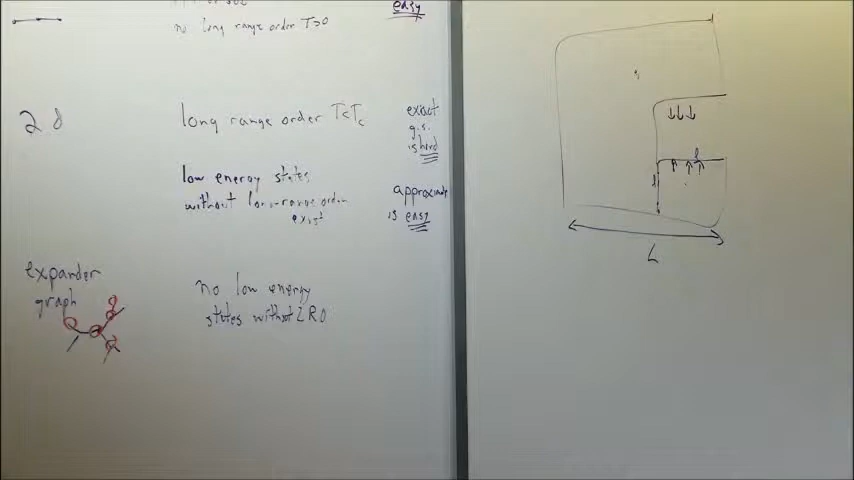 easy
no long range order T>0
2d
long range order T<Tc
exact
g.s.
is hard
low energy states
without long-range order
exist
approximate
is easy
expander
graph
no low energy
states without LRO
l
l
L